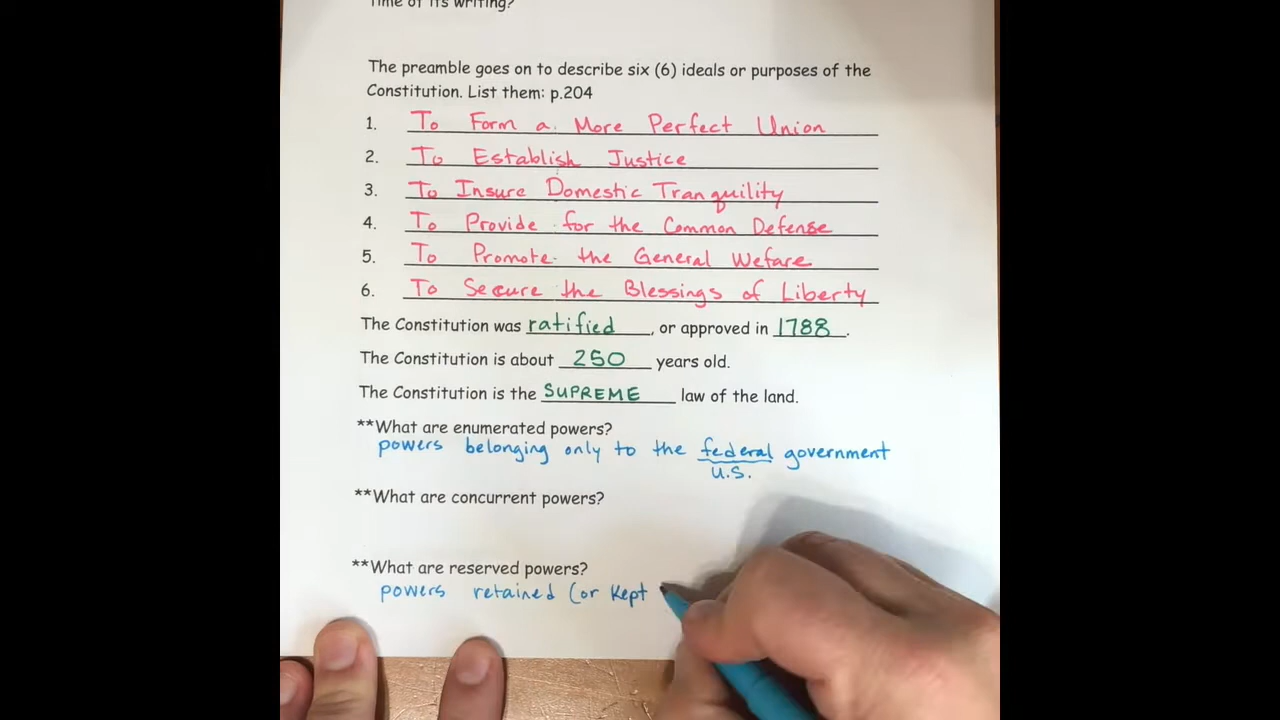 Time of its writing?
The preamble goes on to describe six (6) ideals or purposes of the
Constitution. List them: p.204
1. To Form a More Perfect Union
2. To Establish Justice
3. To Insure Domestic Tranquility
4. To Provide for the Common Defense
5. To Promote the General Wefare
6. To Secure the Blessings of Liberty
The Constitution was ratified, or approved in 1788.
The Constitution is about 250 years old.
The Constitution is the SUPREME law of the land.
**What are enumerated powers?
powers belonging only to the federal government
U.S.
**What are concurrent powers?
**What are reserved powers?
powers retained (or kept